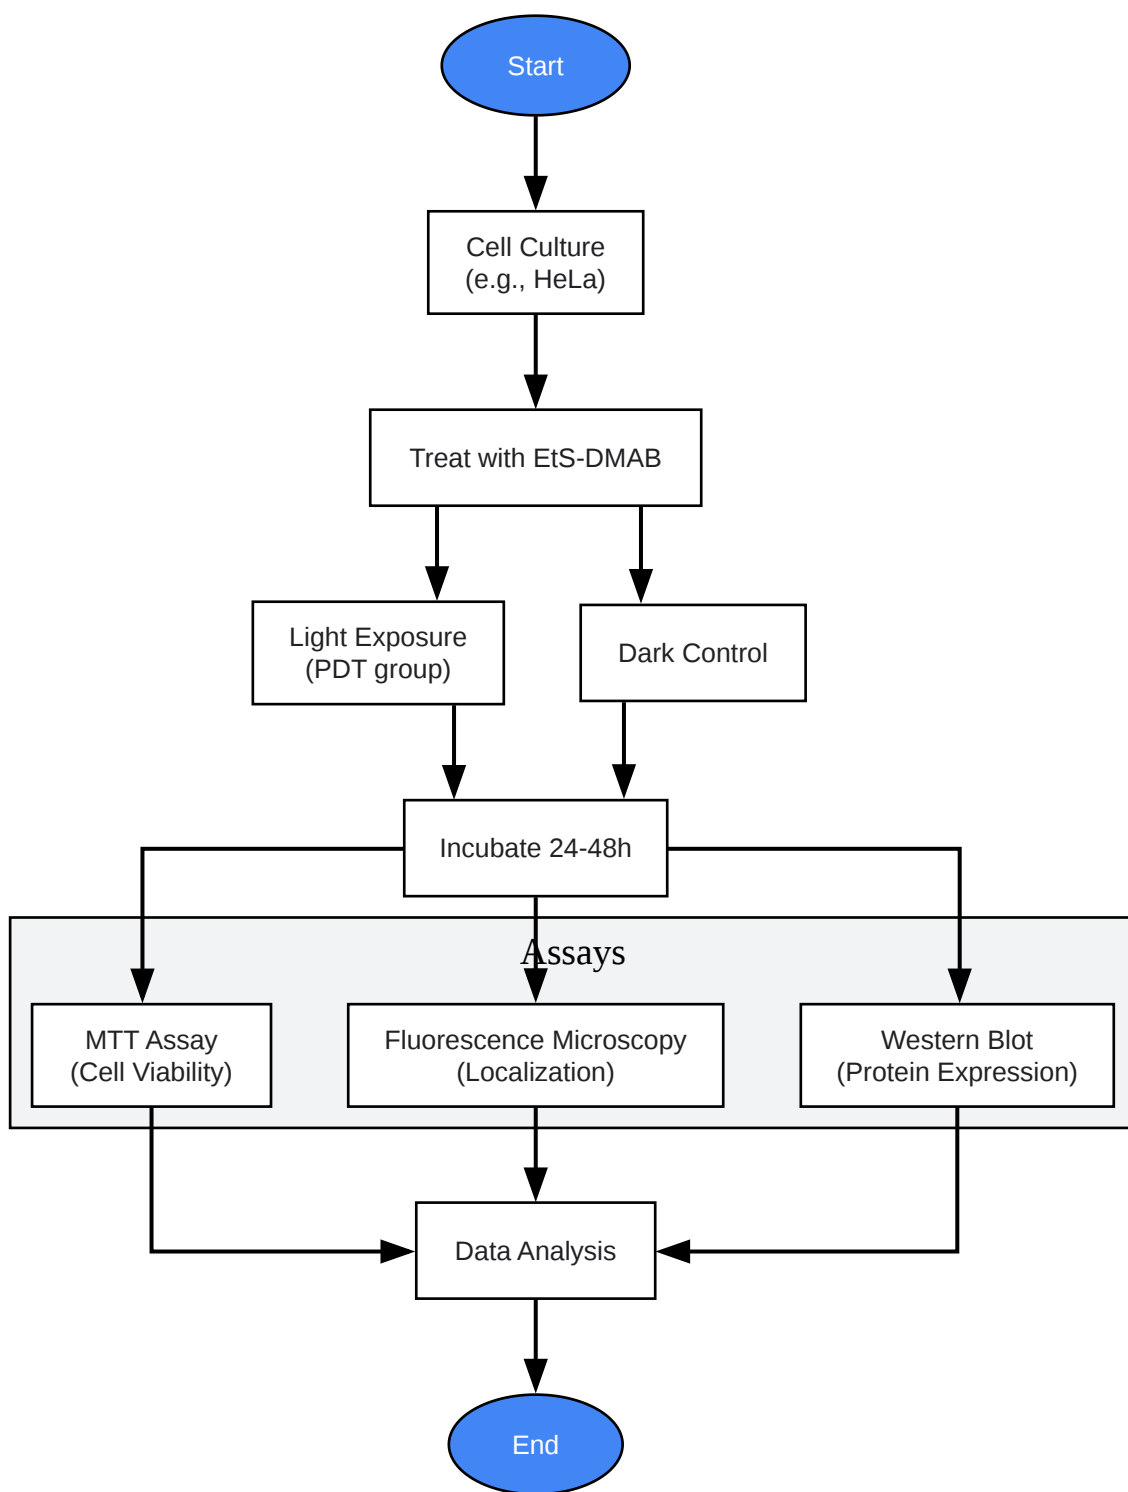 Start
Cell Culture
(e.g., HeLa)
Treat with EtS-DMAB
Light Exposure
(PDT group)
Dark Control
Incubate 24-48h
Assays
MTT Assay
(Cell Viability)
Fluorescence Microscopy
(Localization)
Western Blot
(Protein Expression)
Data Analysis
End